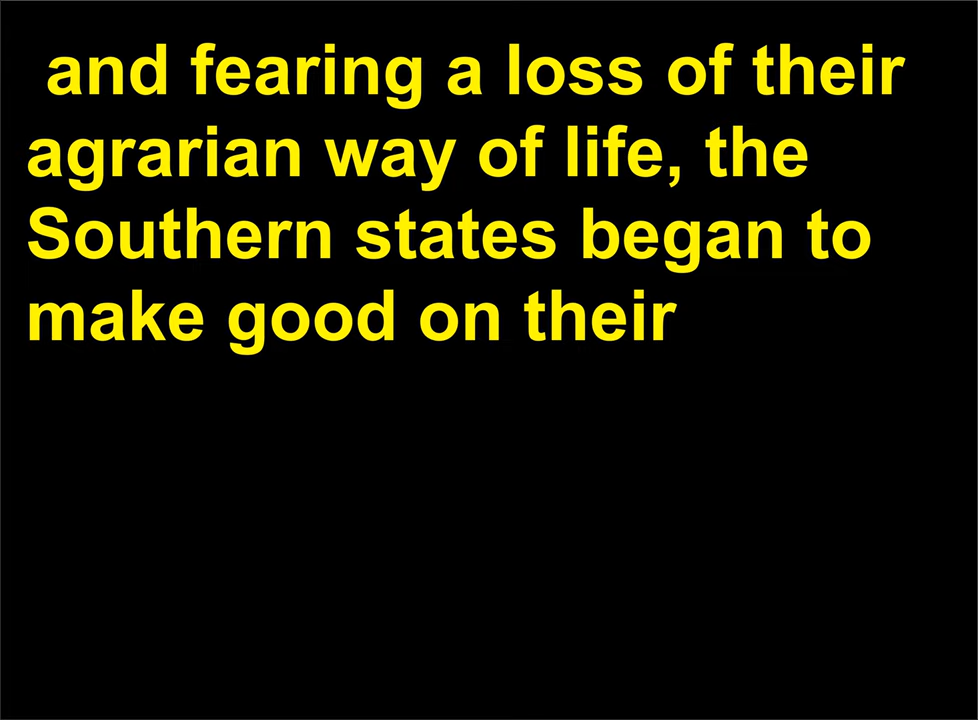 and fearing a loss of their
agrarian way of life, the
Southern states began to
make good on their